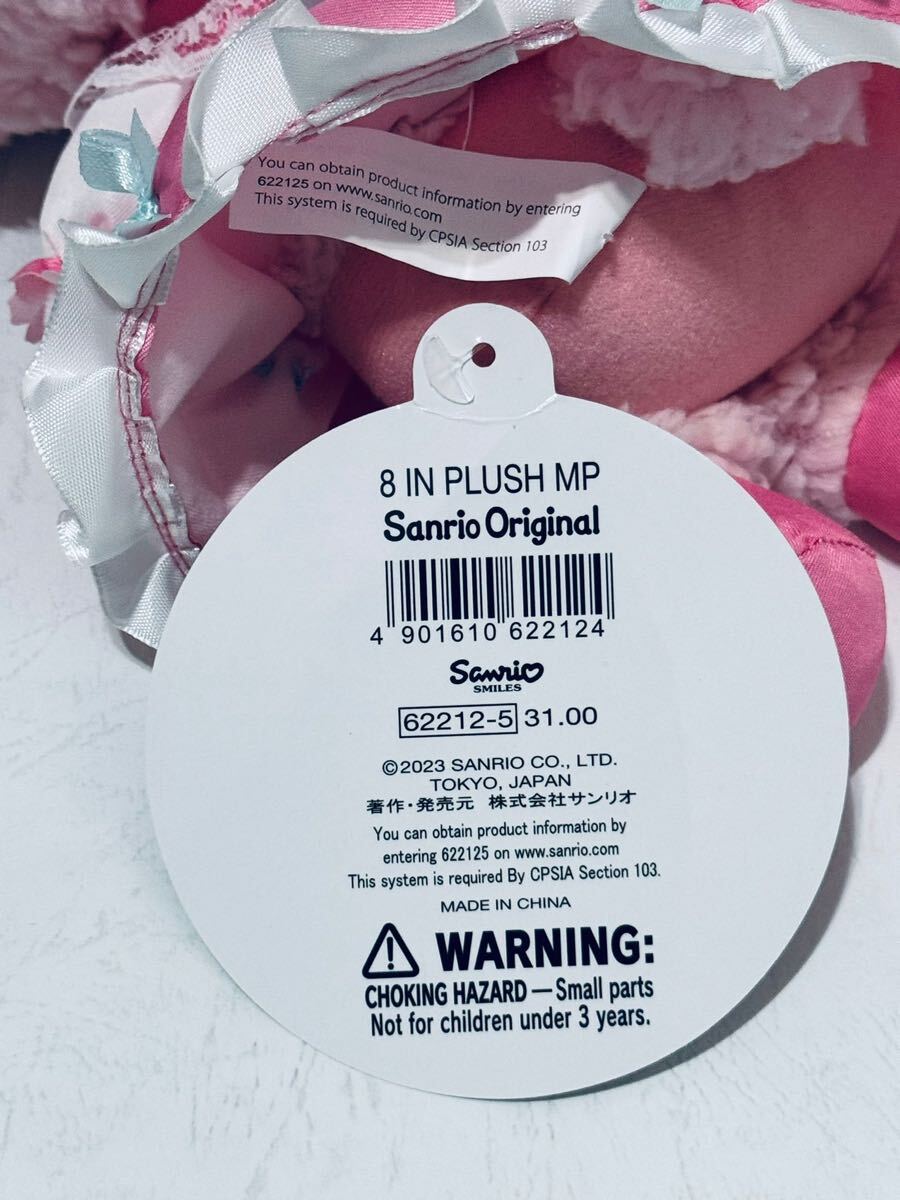 You can obtain product information by entering
622125 on www.sanrio.com
This system is required by CPSIA Section 103
8 IN PLUSH MP
Sanrio Original
4 901610 622124
Sanrio
SMILES
62212-5 31.00
©2023 SANRIO CO., LTD.
TOKYO, JAPAN
著作・発売元 株式会社サンリオ
You can obtain product information by
entering 622125 on www.sanrio.com
This system is required By CPSIA Section 103.
MADE IN CHINA
WARNING:
CHOKING HAZARD — Small parts
Not for children under 3 years.